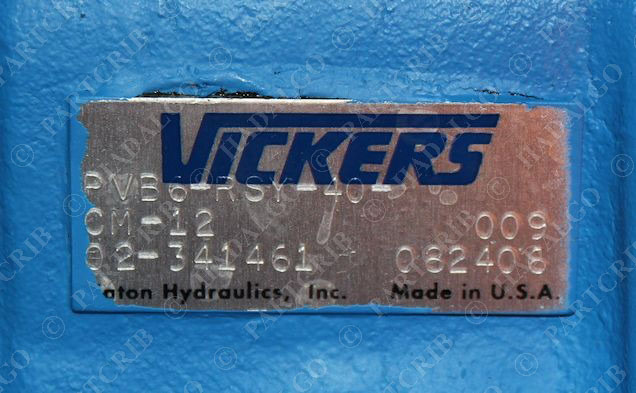 VICKERS
PVB6-RSY-40-
CM-12 009
02-341461 082408
aton Hydraulics, Inc. Made in U.S.A.